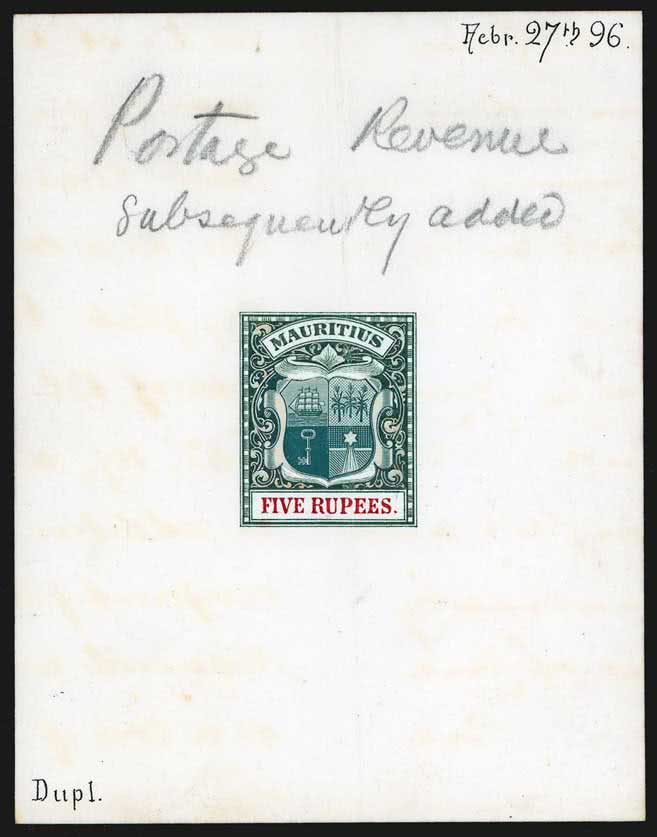 Febr. 27th 96.
Postage Revenue
subsequently added
MAURITIUS
FIVE RUPEES.
Dupl.